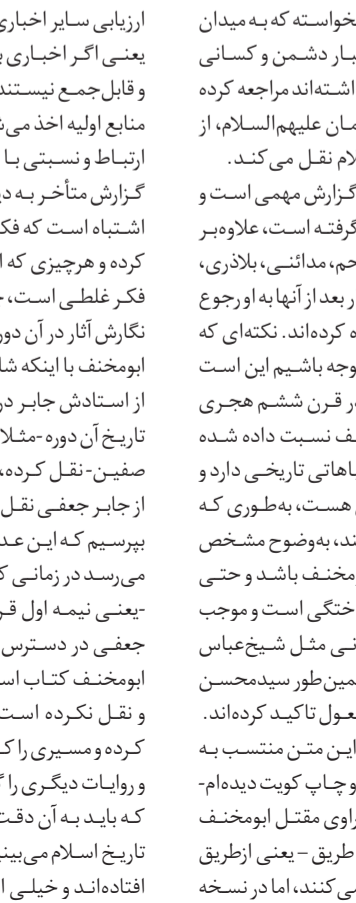 نخواسته که به میدان
خبار دشمن و کسانی
اشته‌اند مراجعه کرده
مان علیهم‌السلام، از
لام نقل می‌کند.
گزارش مهمی است و
گرفته است، علاوه‌بر
حم، مدائنی، بلاذری،
ر بعد از آنها به او رجوع
ه کرده‌اند. نکته‌ای که
وجه باشیم این است
ر قرن ششم هجری
ف نسبت داده شده
اهاتی تاریخی دارد و
هست، به‌طوری که
ند، به‌وضوح مشخص
ومخنف باشد و حتی
اختگی است و موجب
انی مثل شیخ‌عباس
مین‌طور سیدمحسن
عول تاکید کرده‌اند.
این متن منتسب به
و چاپ کویت دیده‌ام-
راوی مقتل ابومخنف
طریق – یعنی ازطریق
می‌کنند، اما در نسخه
ارزیابی سایر اخباری
یعنی اگر اخباری ب
و قابل‌جمع نیستند
منابع اولیه اخذ می‌ش
ارتباط و نسبتی با
گزارش متأخر به دی
اشتباه است که فک
کرده و هرچیزی که ا
فکر غلطی است، 
نگارش آثار در آن دور
ابومخنف با اینکه شا
از استادش جابر در
تاریخ آن دوره -مثلا
صفین- نقل کرده،
از جابر جعفی نقل
بپرسیم که این عد
می‌رسد در زمانی ک
-یعنی نیمه اول قر
جعفی در دسترس
ابومخنف کتاب اس
و نقل نکرده است
کرده و مسیری را ک
و روایات دیگری را گ
که باید به آن دقت
تاریخ اسلام می‌بینی
افتاده‌اند و خیلی ا